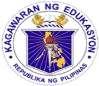 KAGAWARAN NG EDUKASYON
REPUBLIKA NG PILIPINAS